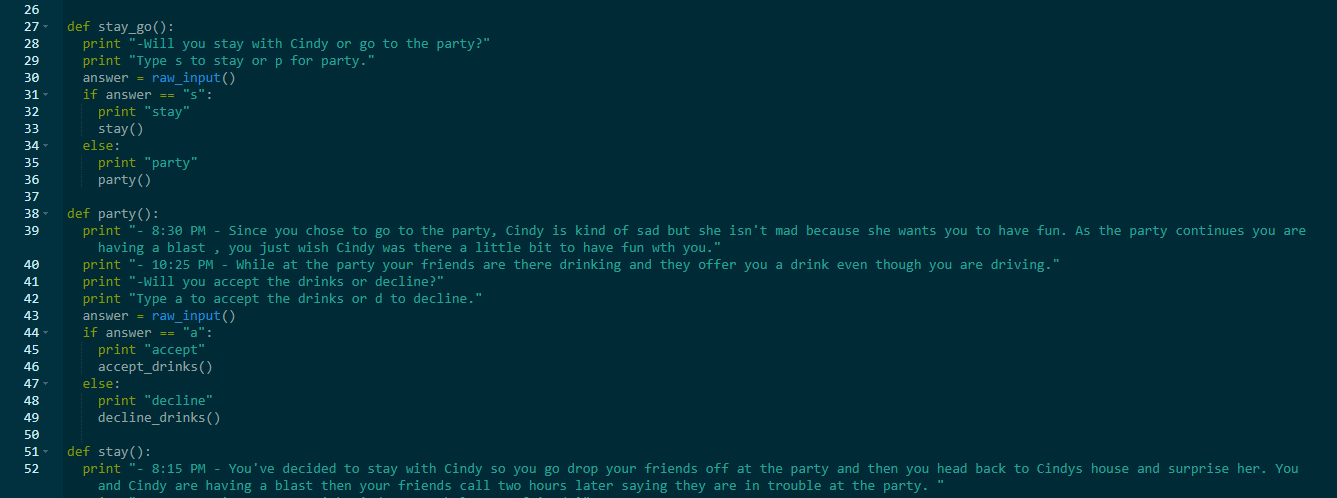 26
27 def stay_go():
28 print "-Will you stay with Cindy or go to the party?"
29 print "Type s to stay or p for party."
30 answer = raw_input()
31 if answer == "s":
32 print "stay"
33 stay()
34 else:
35 print "party"
36 party()
37
38 def party():
39 print "- 8:30 PM - Since you chose to go to the party, Cindy is kind of sad but she isn't mad because she wants you to have fun. As the party continues you are
having a blast , you just wish Cindy was there a little bit to have fun wth you."
40 print "- 10:25 PM - While at the party your friends are there drinking and they offer you a drink even though you are driving."
41 print "-Will you accept the drinks or decline?"
42 print "Type a to accept the drinks or d to decline."
43 answer = raw_input()
44 if answer == "a":
45 print "accept"
46 accept_drinks()
47 else:
48 print "decline"
49 decline_drinks()
50
51 def stay():
52 print "- 8:15 PM - You've decided to stay with Cindy so you go drop your friends off at the party and then you head back to Cindys house and surprise her. You
and Cindy are having a blast then your friends call two hours later saying they are in trouble at the party. "